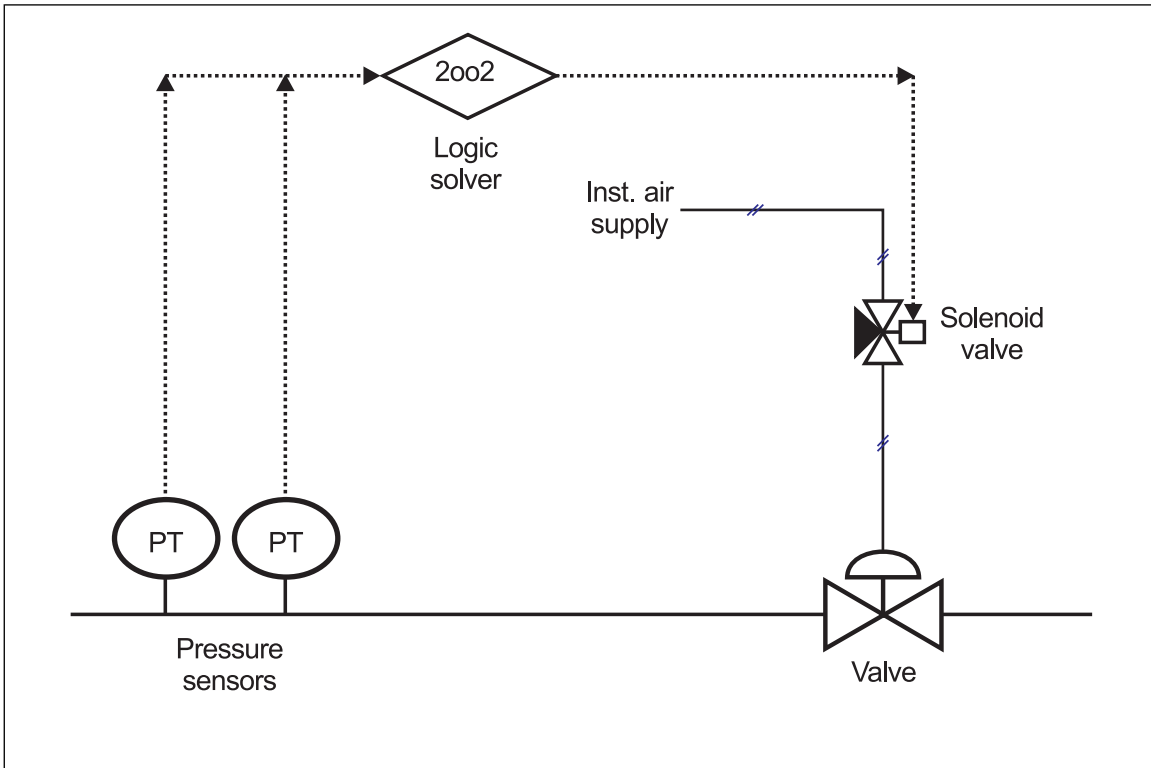 2oo2
Logic
solver
Inst. air
supply
Solenoid
valve
PT
PT
Pressure
sensors
Valve